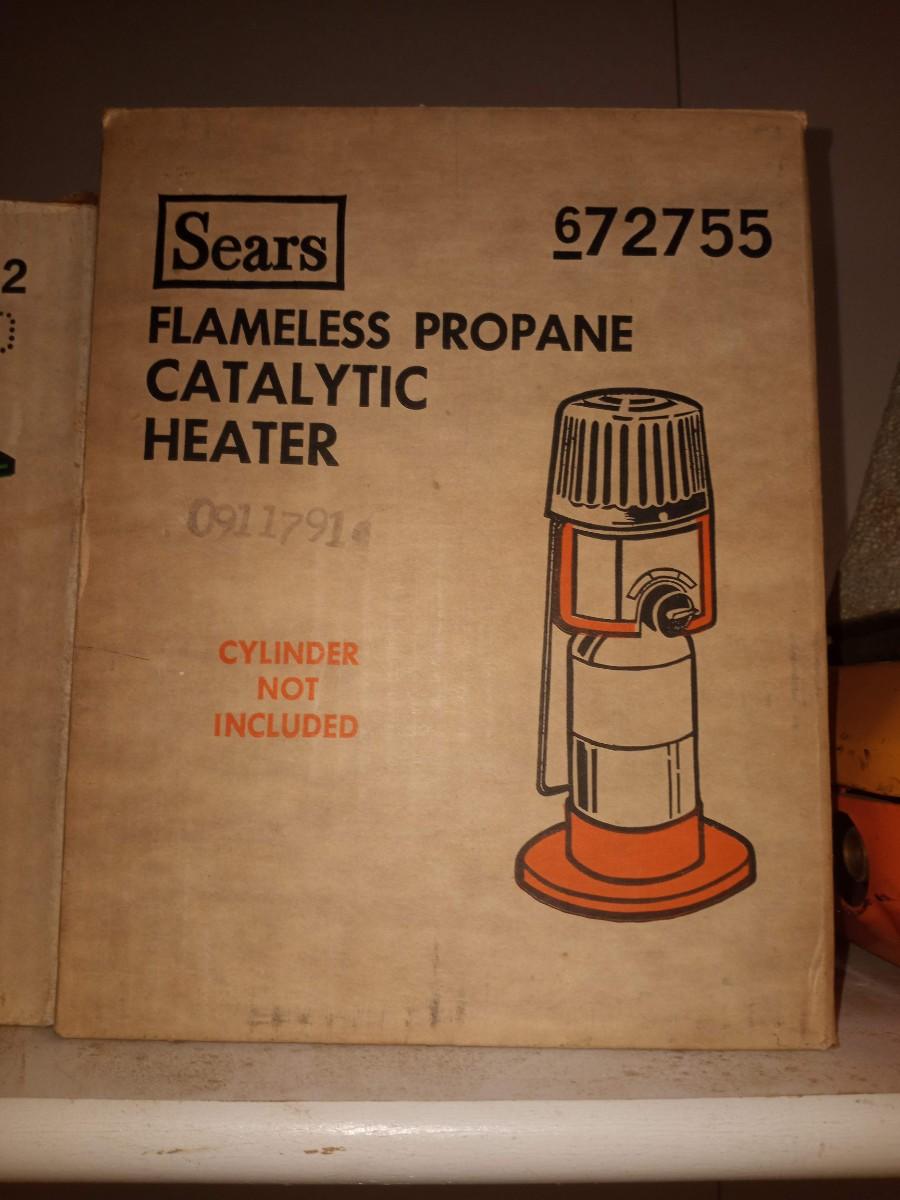 Sears
672755
FLAMELESS PROPANE
CATALYTIC
HEATER
0911791
CYLINDER
NOT
INCLUDED
2